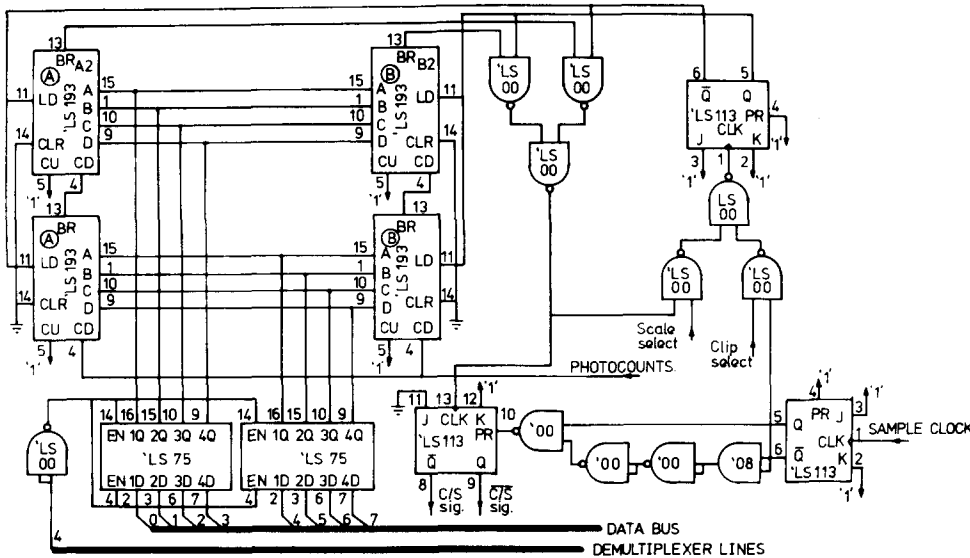 13 BR A2
11 LD A 15
Ⓐ 'LS 193 B 1
C 10
14 CLR D 9
CU CD
5 4
'1'
13 BR B2
15 A LD 11
1 B Ⓑ 'LS 193
10 C
9 D CLR 14
CU CD
5 4
'1'
'LS 00
'LS 00
'LS 00
6 5
Q̅ Q 4
'LS 113 PR
CLK '1'
J K
3 1 2
'1' '1'
LS 00
'LS 00
'LS 00
Scale select
Clip select
13 BR
Ⓐ A 15
11 LD 'LS 193 B 1
C 10
14 CLR D 9
CU CD
5 4
'1'
13 BR
15 A Ⓑ
1 B LD 11
10 C 'LS 193
9 D CLR 14
CU CD
5 4
'1'
PHOTOCOUNTS
14 16 15 10 9
EN 1Q 2Q 3Q 4Q
'LS 75
EN 1D 2D 3D 4D
4 2 3 6 7
14 16 15 10 9
EN 1Q 2Q 3Q 4Q
'LS 75
EN 1D 2D 3D 4D
4 2 3 6 7
'LS 00
0 1 2 3
4 5 6 7
4
11 13 12 '1'
J CLK K
'LS 113 PR 10
Q̅ Q
8 9
C/S sig.
C̅/S̅ sig.
'00
'00
'00
'08
'1' '1'
4 3
5 Q PR J
CLK 1 SAMPLE CLOCK
6 Q̅ K 2
'LS 113
'1'
DATA BUS
DEMULTIPLEXER LINES